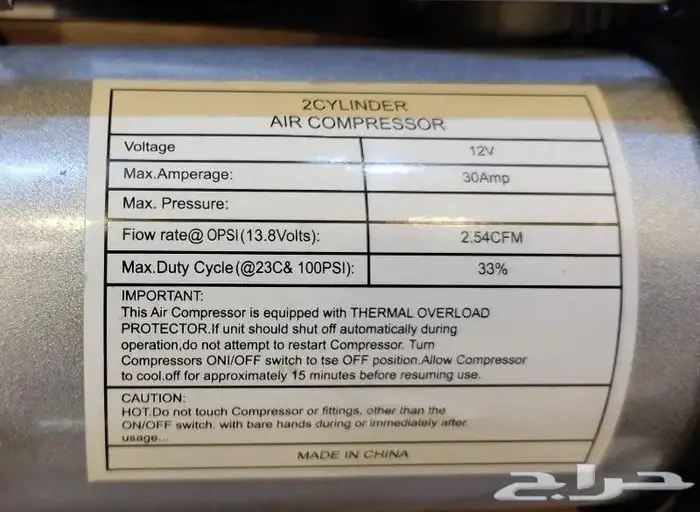 2CYLINDER
AIR COMPRESSOR
Voltage 12V
Max.Amperage: 30Amp
Max. Pressure:
Fiow rate@ OPSI(13.8Volts): 2.54CFM
Max.Duty Cycle(@23C& 100PSI): 33%
IMPORTANT:
This Air Compressor is equipped with THERMAL OVERLOAD
PROTECTOR.If unit should shut off automatically during
operation,do not attempt to restart Compressor. Turn
Compressors ONI/OFF switch to tse OFF position.Allow Compressor
to cool.off for approximately 15 minutes before resuming use.
CAUTION:
HOT.Do not touch Compressor or fittings, other than the
ON/OFF switch, with bare hands during or immediately after
usage...
MADE IN CHINA
حراج